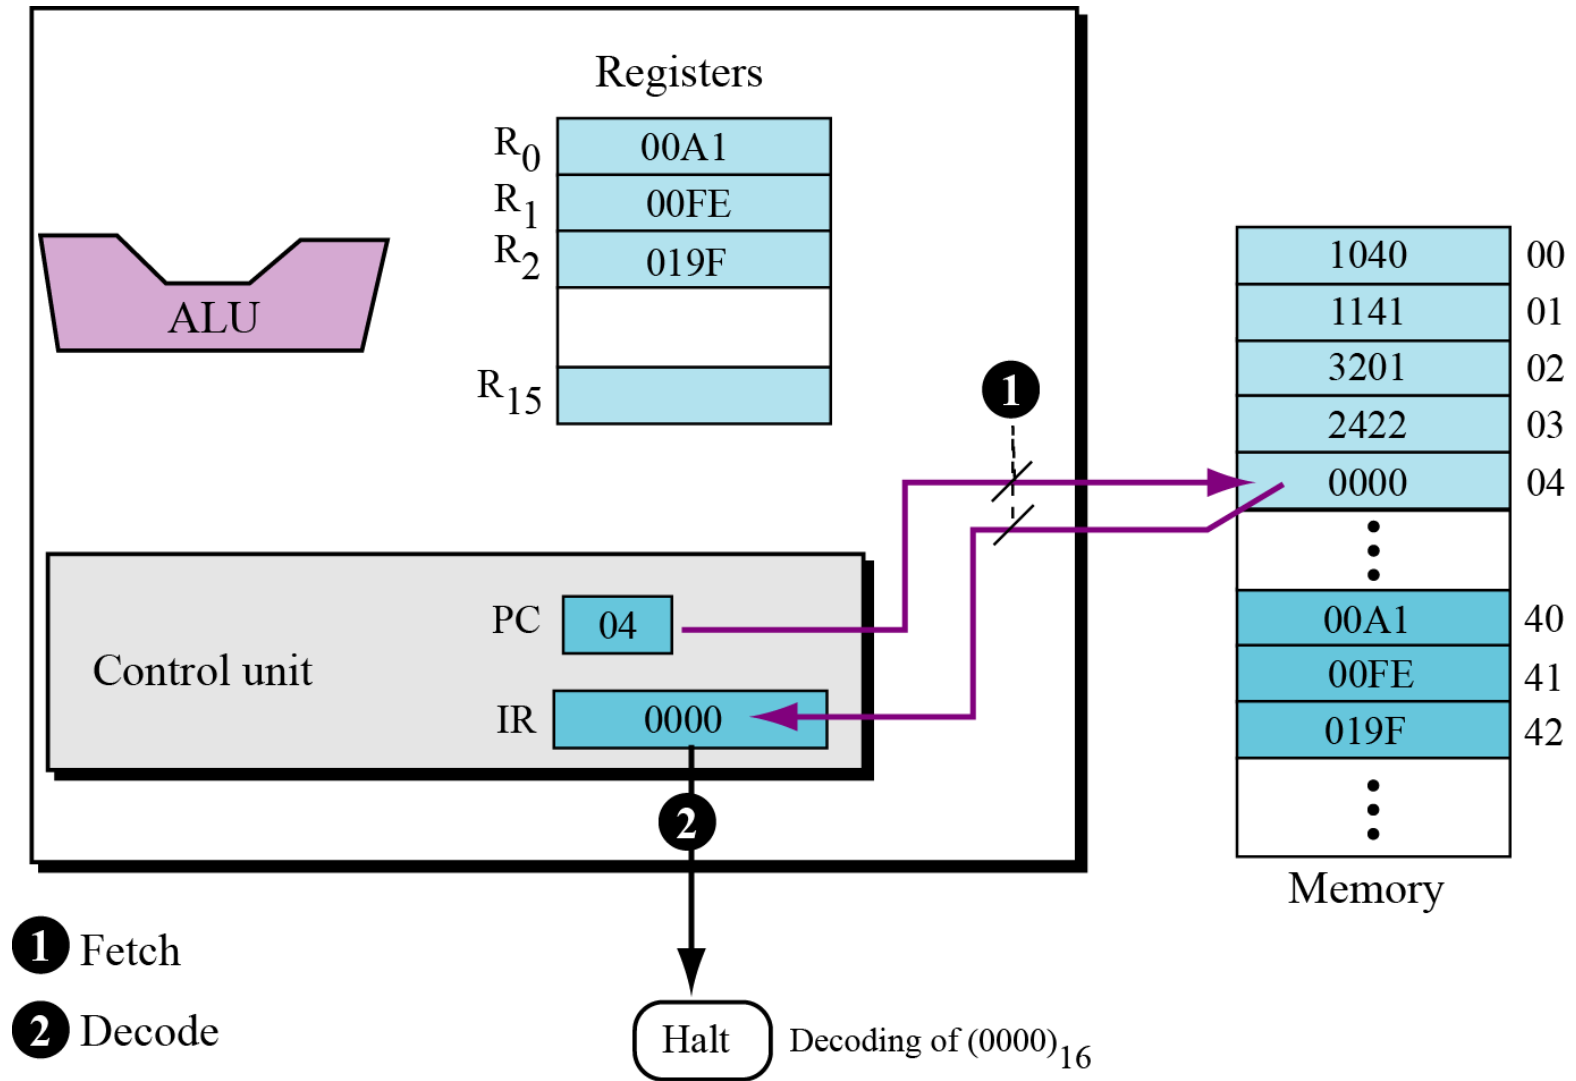 Registers
R0 00A1
R1 00FE
R2 019F
R15
ALU
1
1040 00
1141 01
3201 02
2422 03
0000 04
00A1 40
00FE 41
019F 42
Memory
Control unit
PC 04
IR 0000
2
1 Fetch
2 Decode
Halt
Decoding of (0000)16